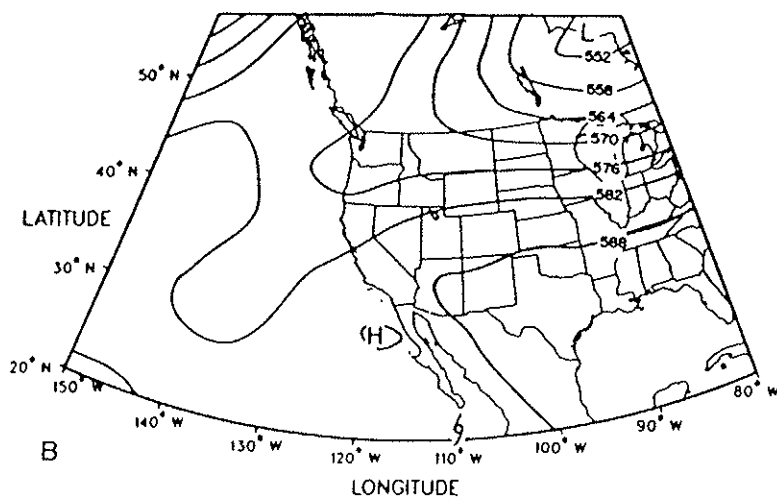 L
552
50° N
558
564
570
40° N
576
582
LATITUDE
588
30° N
(H)
20° N
150° W
80° W
140° W
90° W
130° W
120° W
110° W
100° W
B
LONGITUDE